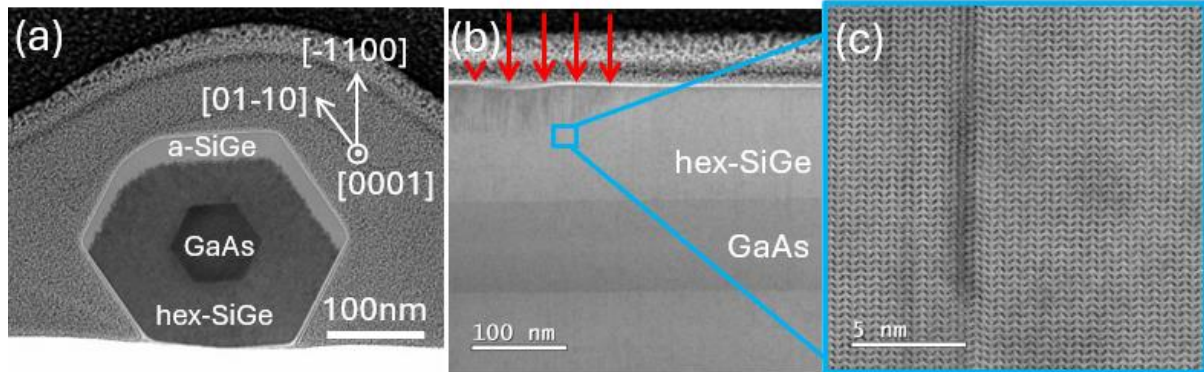 (a)
[-1100]
[01-10]
a-SiGe
[0001]
GaAs
hex-SiGe
100nm
(b)
hex-SiGe
GaAs
100 nm
(c)
5 nm